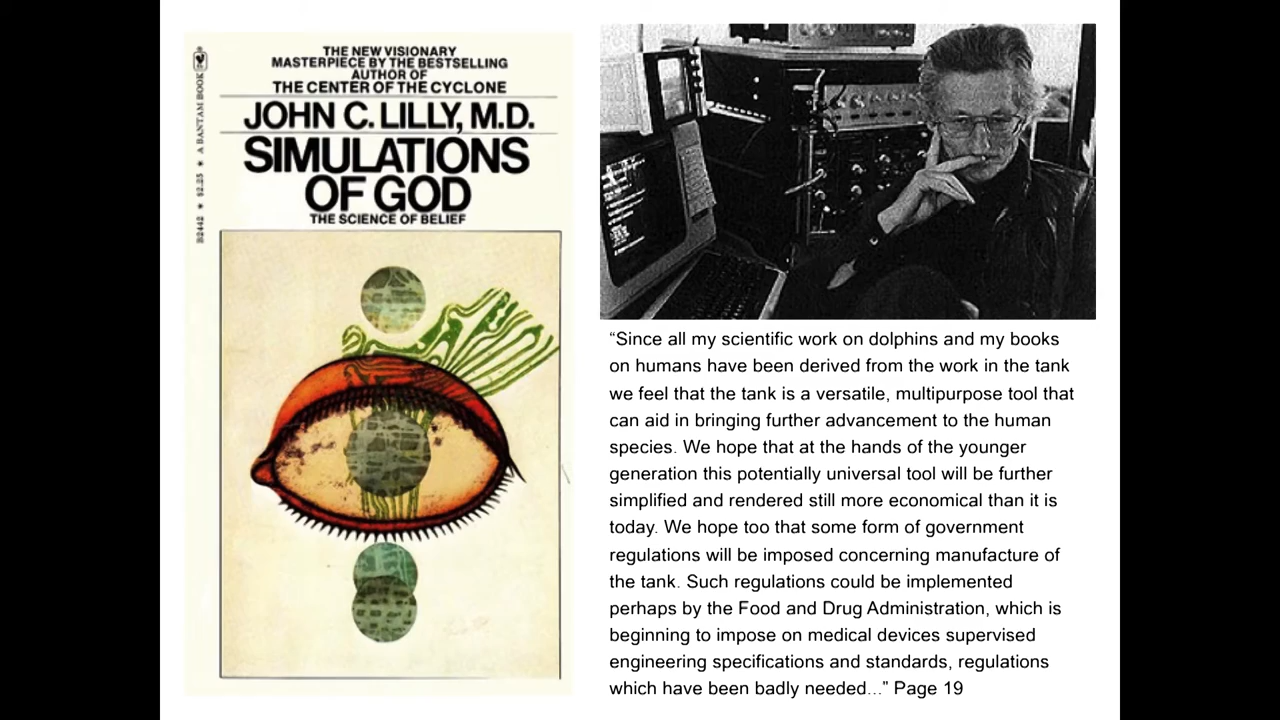 THE NEW VISIONARY
MASTERPIECE BY THE BESTSELLING
AUTHOR OF
THE CENTER OF THE CYCLONE
JOHN C. LILLY, M.D.
SIMULATIONS
OF GOD
THE SCIENCE OF BELIEF
B2442 * $2.25 * A BANTAM BOOK
“Since all my scientific work on dolphins and my books
on humans have been derived from the work in the tank
we feel that the tank is a versatile, multipurpose tool that
can aid in bringing further advancement to the human
species. We hope that at the hands of the younger
generation this potentially universal tool will be further
simplified and rendered still more economical than it is
today. We hope too that some form of government
regulations will be imposed concerning manufacture of
the tank. Such regulations could be implemented
perhaps by the Food and Drug Administration, which is
beginning to impose on medical devices supervised
engineering specifications and standards, regulations
which have been badly needed..." Page 19